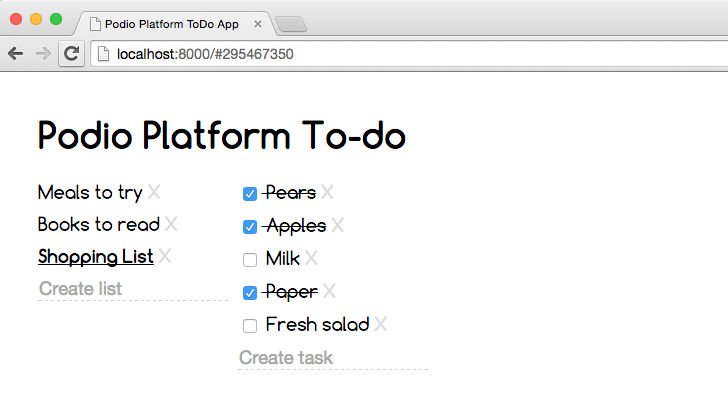 Podio Platform ToDo App
localhost:8000/#295467350
Podio Platform To-do
Meals to try X
Books to read X
Shopping List X
Create list
Pears X
Apples X
Milk X
Paper X
Fresh salad X
Create task